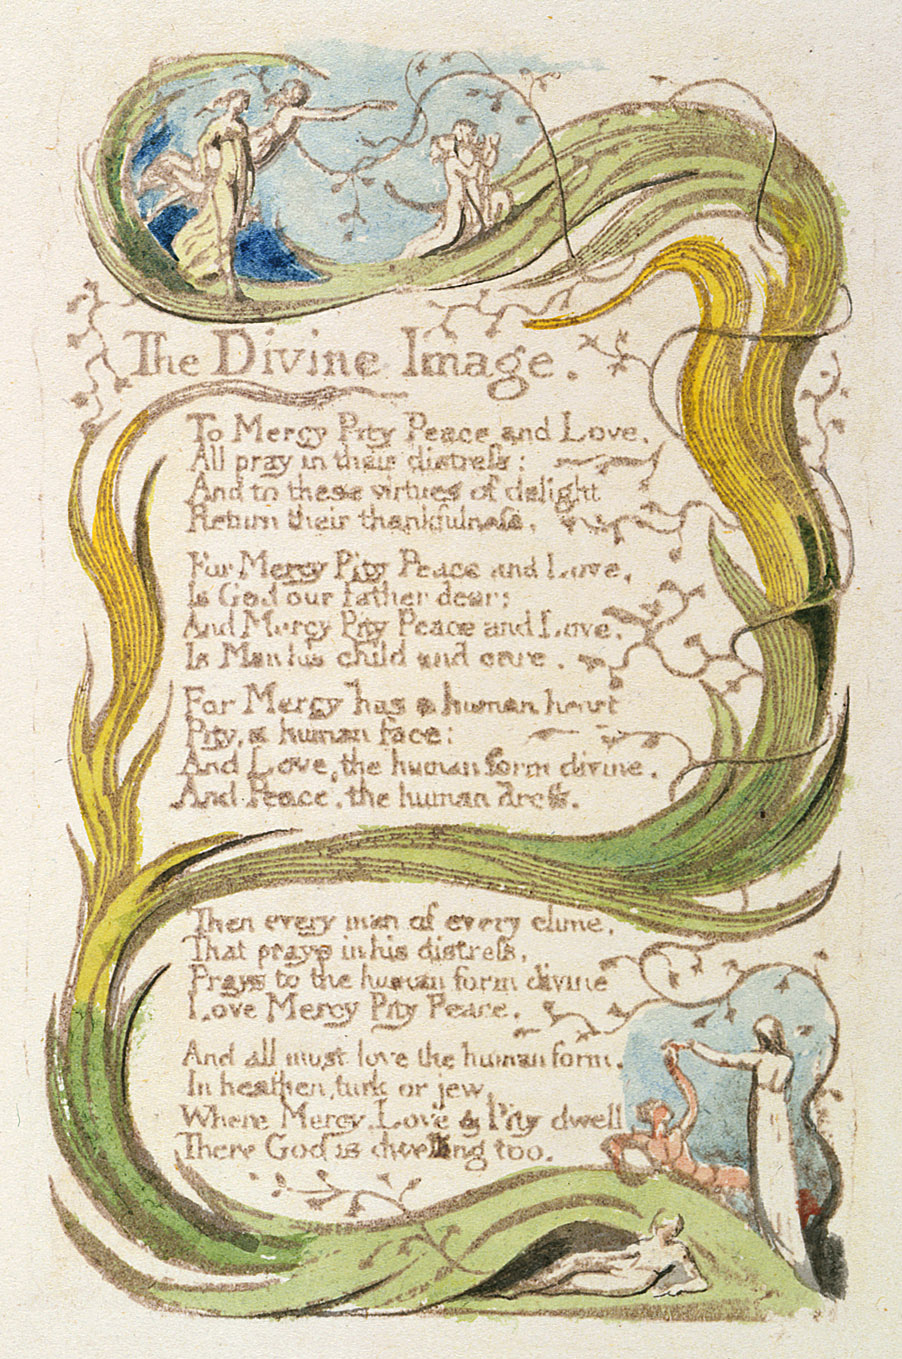 The Divine Image.
To Mercy Pity Peace and Love,
All pray in their distreſs:
And to these virtues of delight
Return their thankfulneſs.
For Mercy Pity Peace and Love,
Is God our father dear:
And Mercy Pity Peace and Love,
Is Man his child and care.
For Mercy has a human heart
Pity, a human face:
And Love, the human form divine,
And Peace, the human dreſs.
Then every man of every clime,
That prays in his distreſs,
Prays to the human form divine
Love Mercy Pity Peace.
And all must love the human form,
In heathen, turk or jew,
Where Mercy, Love & Pity dwell
There God is dwelling too.